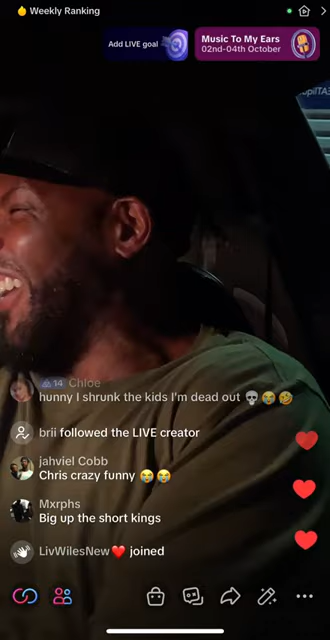 🔥 Weekly Ranking
Add LIVE goal
Music To My Ears
02nd-04th October
14 Chloe
hunny I shrunk the kids I'm dead out 💀😭🤣
brii followed the LIVE creator
jahviel Cobb
Chris crazy funny 😭😭
Mxrphs
Big up the short kings
LivWilesNew❤️ joined